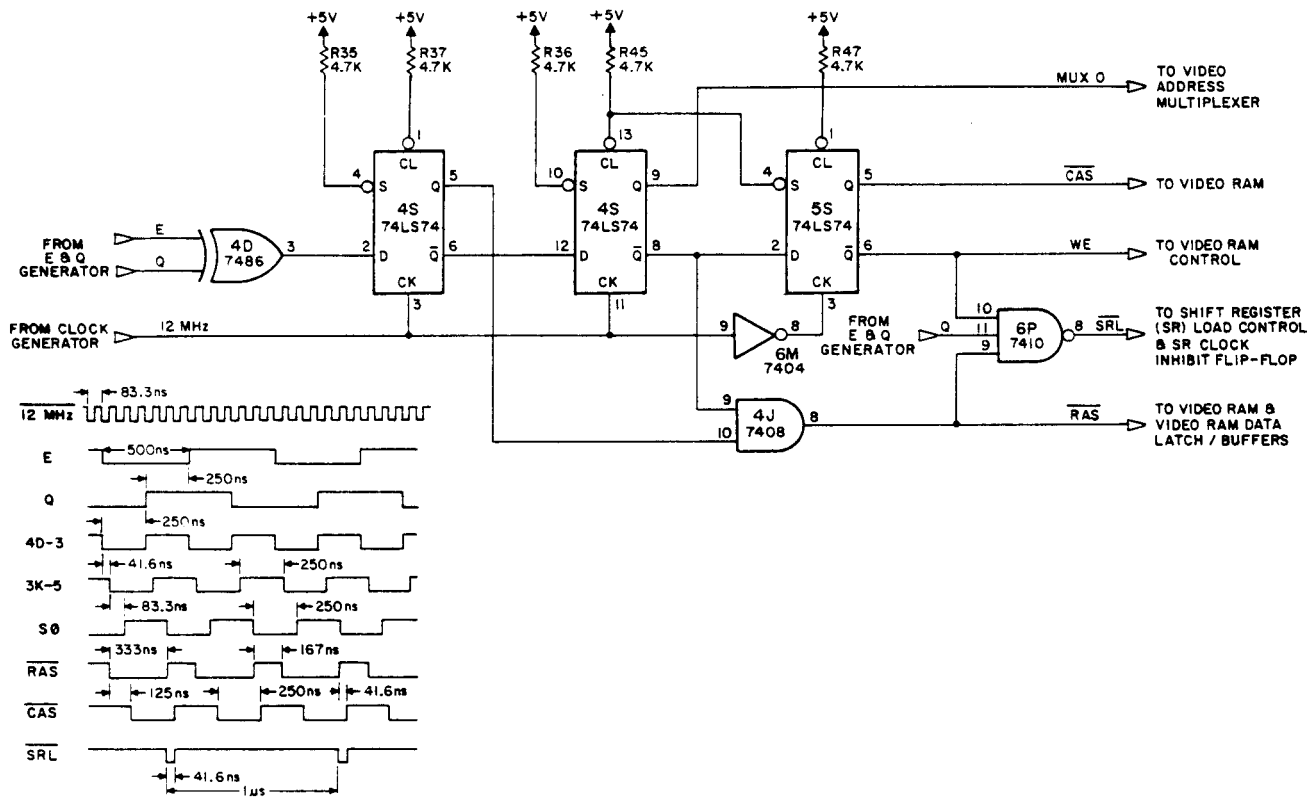 +5V +5V +5V +5V +5V
R35 4.7K
R37 4.7K
R36 4.7K
R45 4.7K
R47 4.7K
MUX 0
TO VIDEO
ADDRESS
MULTIPLEXER
1
13
1
CL
CL
CL
4 S Q 5
10 S Q 9
4 S Q 5
4S
74LS74
4S
74LS74
5S
74LS74
CAS
TO VIDEO RAM
FROM
E & Q
GENERATOR
E
Q
4D
7486
3
2 D Q 6
12 D Q 8
2 D Q 6
WE
TO VIDEO RAM
CONTROL
CK
CK
CK
3
11
3
FROM CLOCK
GENERATOR
12 MHz
9
8
6M
7404
FROM
E & Q
GENERATOR
Q
10
11
9
6P
7410
8
SRL
TO SHIFT REGISTER
(SR) LOAD CONTROL
& SR CLOCK
INHIBIT FLIP-FLOP
9
10
4J
7408
8
RAS
TO VIDEO RAM &
VIDEO RAM DATA
LATCH / BUFFERS
83.3ns
12 MHz
E
500ns
250ns
Q
250ns
4D-3
41.6ns
250ns
3K-5
83.3ns
250ns
SØ
333ns
167ns
RAS
125ns
250ns
41.6ns
CAS
SRL
41.6ns
1µs